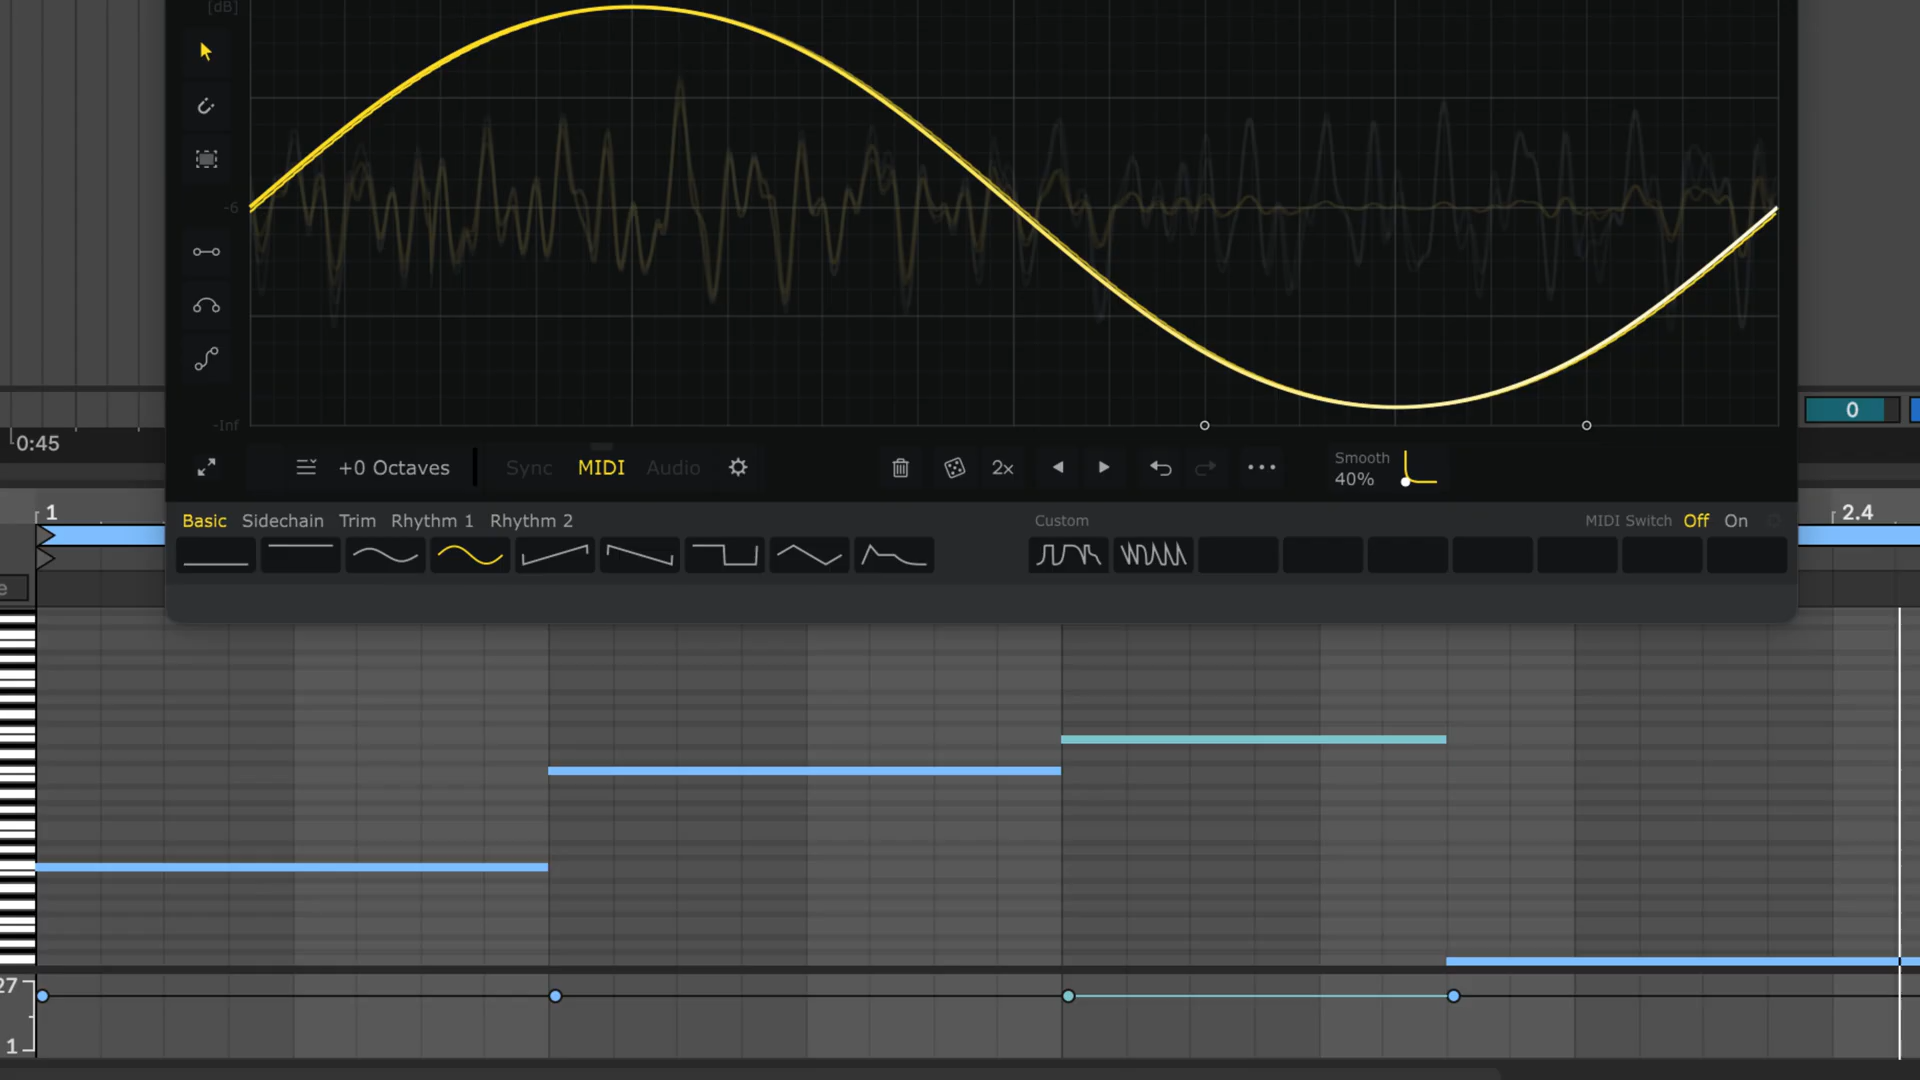 [dB]
-6
-Inf
0
0:45
+0 Octaves
Sync
MIDI
Audio
2x
Smooth
40%
1
2.4
Basic
Sidechain
Trim
Rhythm 1
Rhythm 2
Custom
MIDI Switch
Off
On
e
27
1